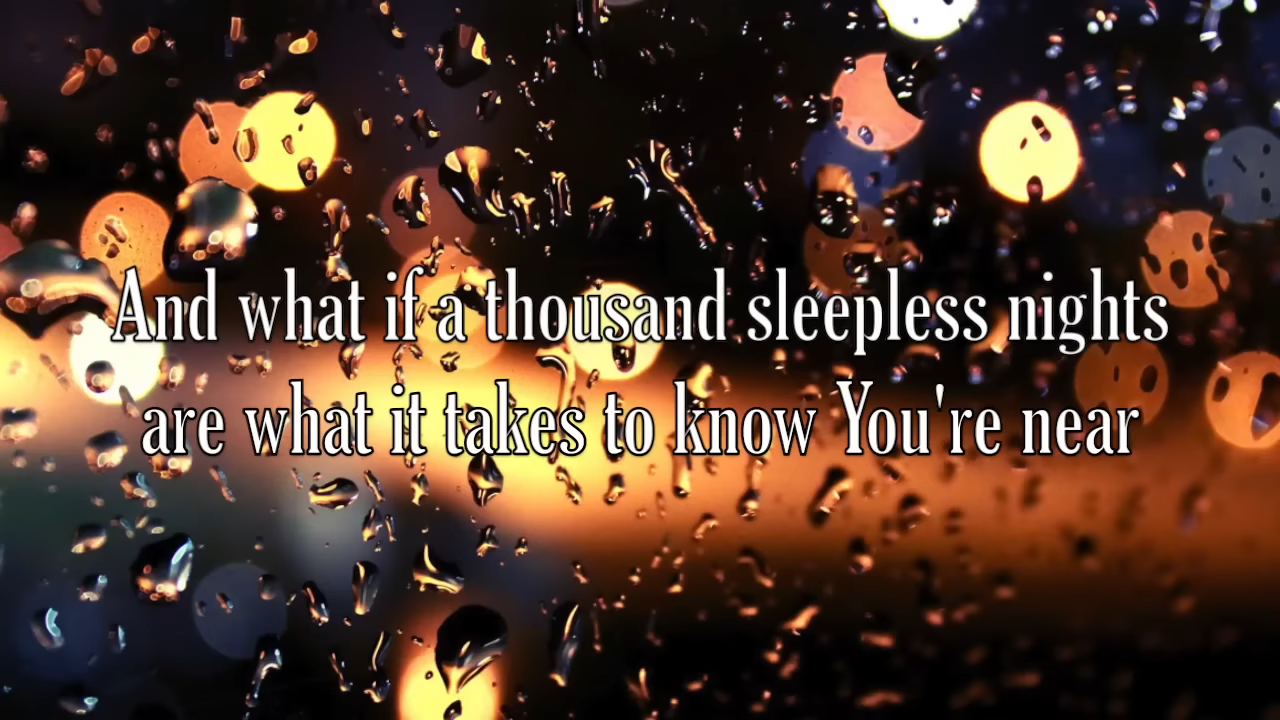 And what if a thousand sleepless nights
are what it takes to know You're near